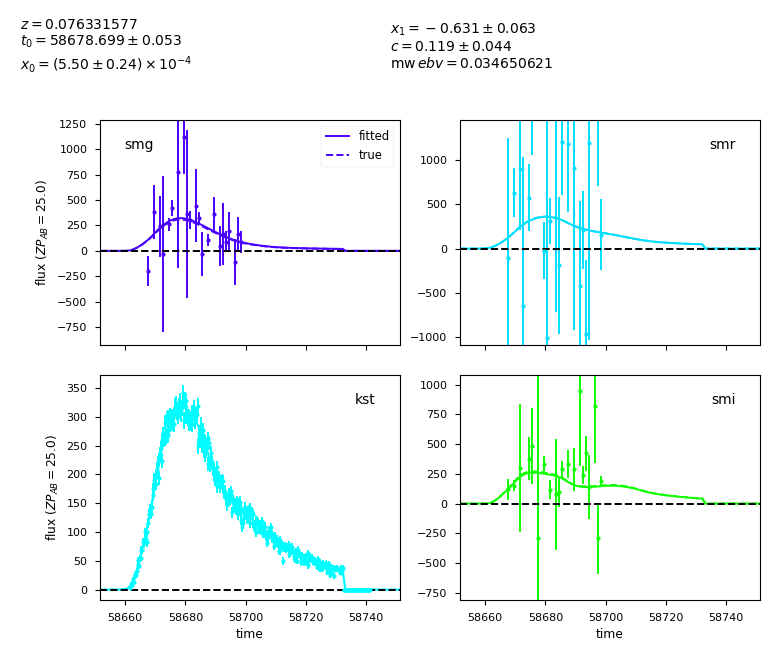 z = 0.076331577
t₀ = 58678.699 ± 0.053
x₀ = (5.50 ± 0.24) × 10⁻⁴
x₁ = −0.631 ± 0.063
c = 0.119 ± 0.044
mw ebv = 0.034650621
smg
fitted
true
flux (ZP_AB = 25.0)
1250
1000
750
500
250
0
−250
−500
−750
smr
1000
500
0
−500
−1000
kst
flux (ZP_AB = 25.0)
350
300
250
200
150
100
50
0
58660 58680 58700 58720 58740
time
smi
1000
750
500
250
0
−250
−500
−750
58660 58680 58700 58720 58740
time